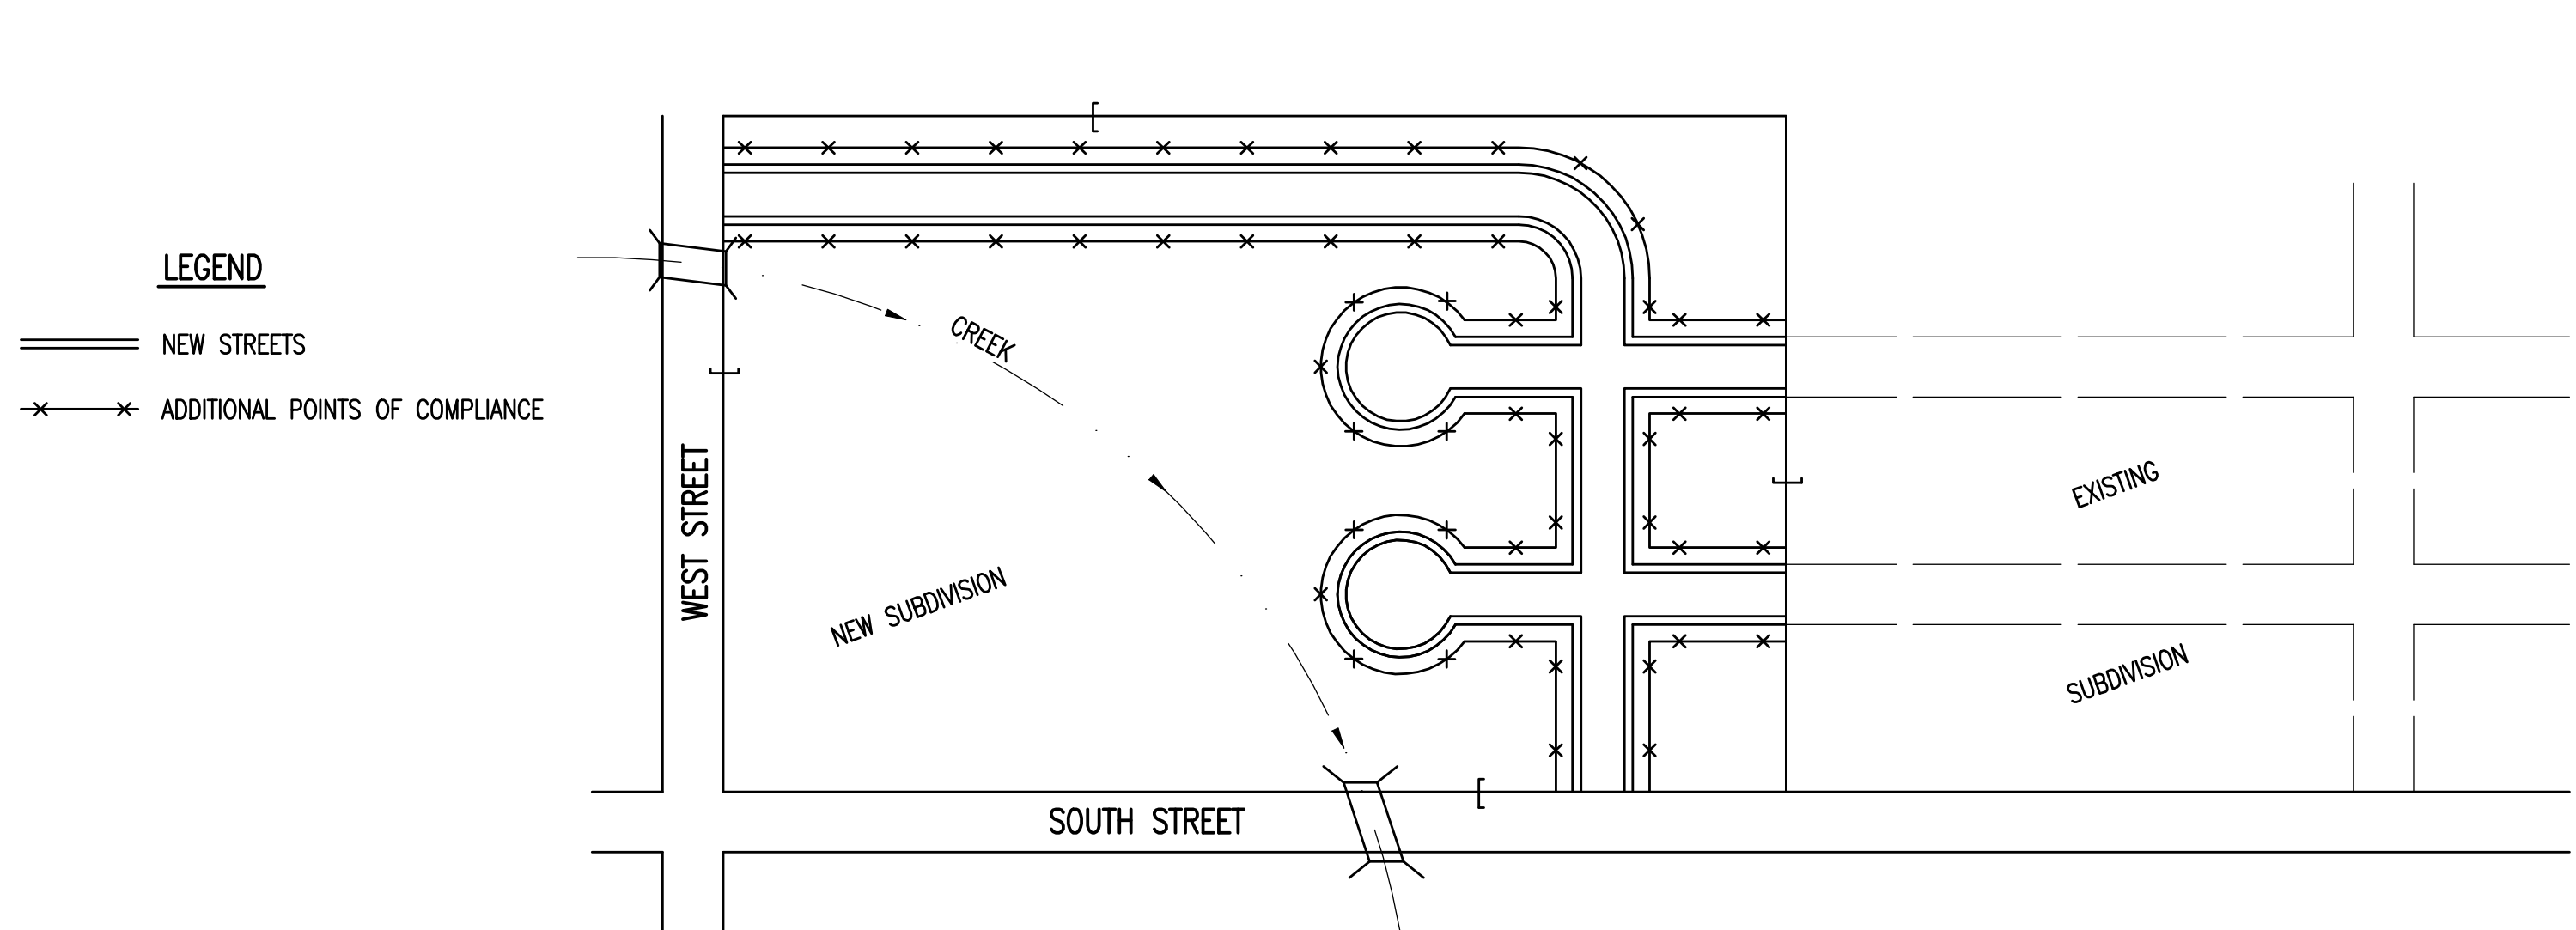 LEGEND
NEW STREETS
ADDITIONAL POINTS OF COMPLIANCE
CREEK
WEST STREET
NEW SUBDIVISION
EXISTING
SUBDIVISION
SOUTH STREET